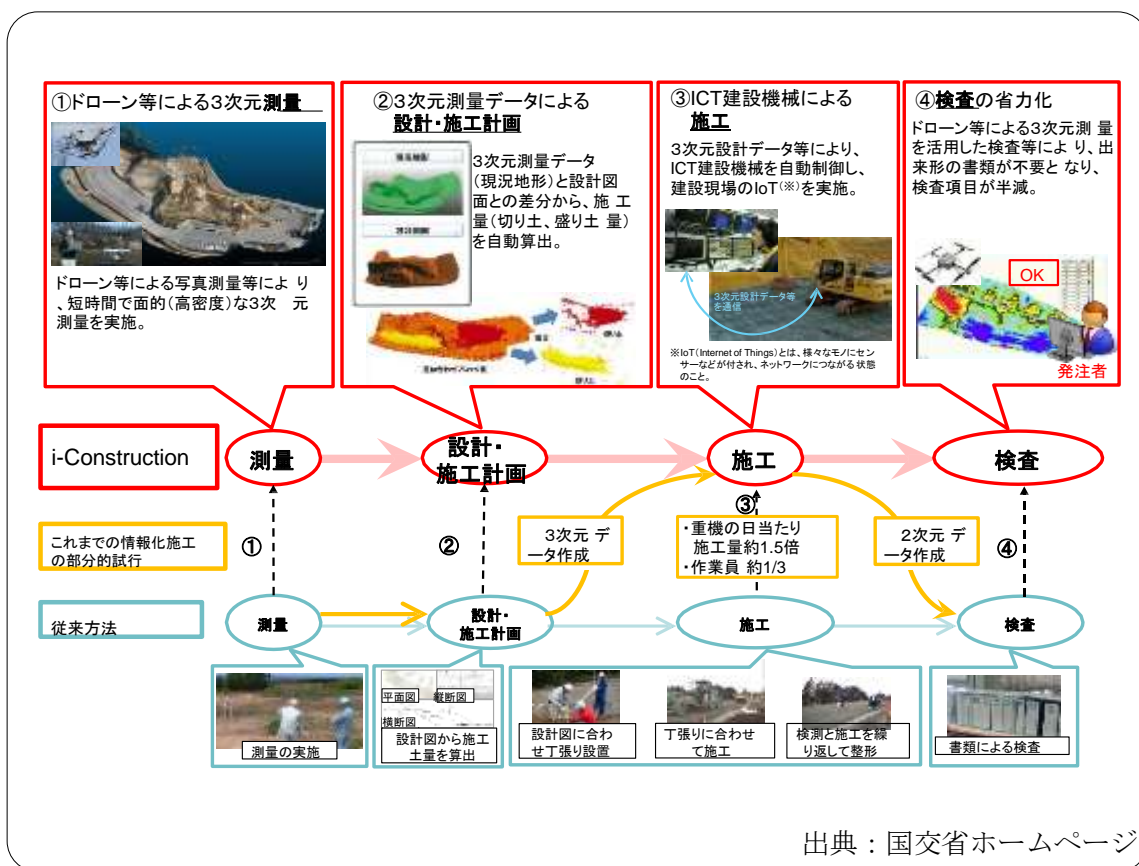 ①ドローン等による3次元測量
ドローン等による写真測量等によ り
、短時間で面的(高密度)な3次 元
測量を実施。
②3次元測量データによる
設計・施工計画
3次元測量データ
(現況地形)と設計図
面との差分から、施 工
量(切り土、盛り土 量)
を自動算出。
③ICT建設機械による
施工
3次元設計データ等により、
ICT建設機械を自動制御し、
建設現場のIoT(※)を実施。
3次元設計データ等
を通信
※IoT(Internet of Things)とは、様々なモノにセン
サーなどが付され、ネットワークにつながる状態
のこと。
④検査の省力化
ドローン等による3次元測 量
を活用した検査等によ り、出
来形の書類が不要と なり、
検査項目が半減。
OK
発注者
i-Construction
測量
設計・
施工計画
施工
検査
これまでの情報化施工
の部分的試行
①
②
3次元 デ
ータ作成
③
・重機の日当たり
施工量約1.5倍
・作業員 約1/3
2次元 デ
ータ作成
④
従来方法
測量
設計・
施工計画
施工
検査
測量の実施
平面図
縦断図
横断図
設計図から施工
土量を算出
設計図に合わ
せ丁張り設置
丁張りに合わせ
て施工
検測と施工を繰
り返して整形
書類による検査
出典:国交省ホームページ